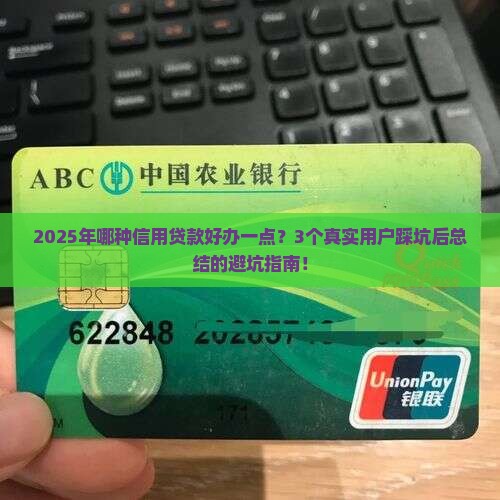 ABC 中国农业银行
2025年哪种信用贷款好办一点？3个真实用户踩坑后总
结的避坑指南！
622848
UnionPay
银联
171